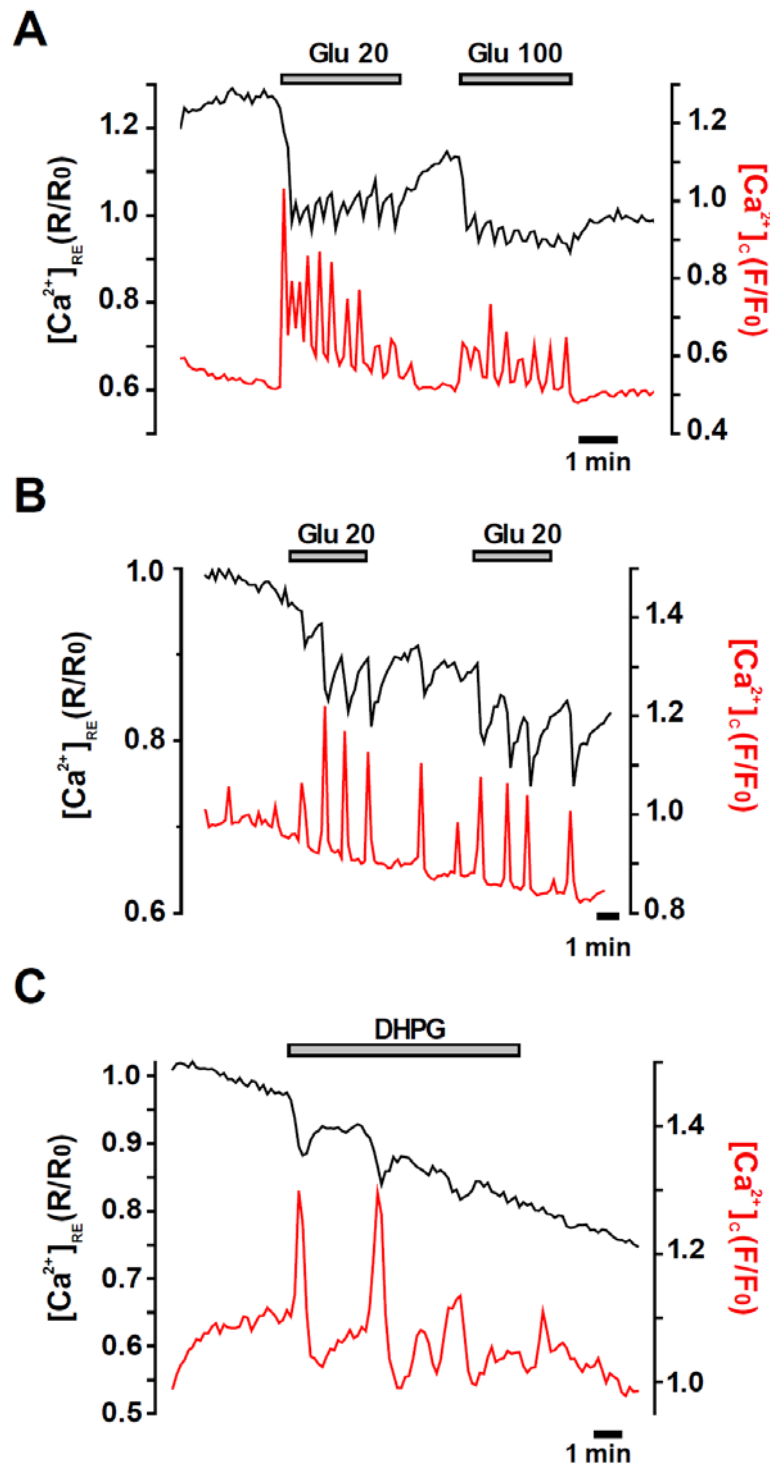 A
Glu 20 Glu 100
1.2
1.0
0.8
0.6
[Ca2+]RE (R/R0)
1.2
1.0
0.8
0.6
0.4
[Ca2+]C (F/F0)
1 min
B
Glu 20 Glu 20
1.0
0.8
0.6
[Ca2+]RE (R/R0)
1.4
1.2
1.0
0.8
[Ca2+]C (F/F0)
1 min
C
DHPG
1.0
0.9
0.8
0.7
0.6
0.5
[Ca2+]RE (R/R0)
1.4
1.2
1.0
[Ca2+]C (F/F0)
1 min